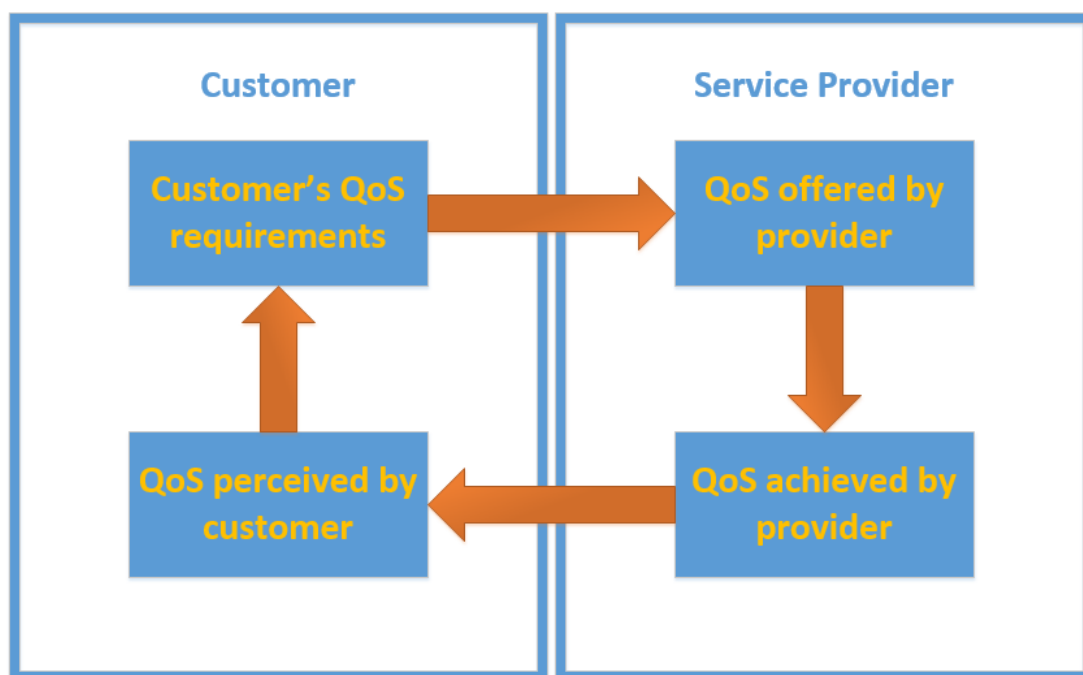 Customer
Service Provider
Customer’s QoS
requirements
QoS offered by
provider
QoS perceived by
customer
QoS achieved by
provider